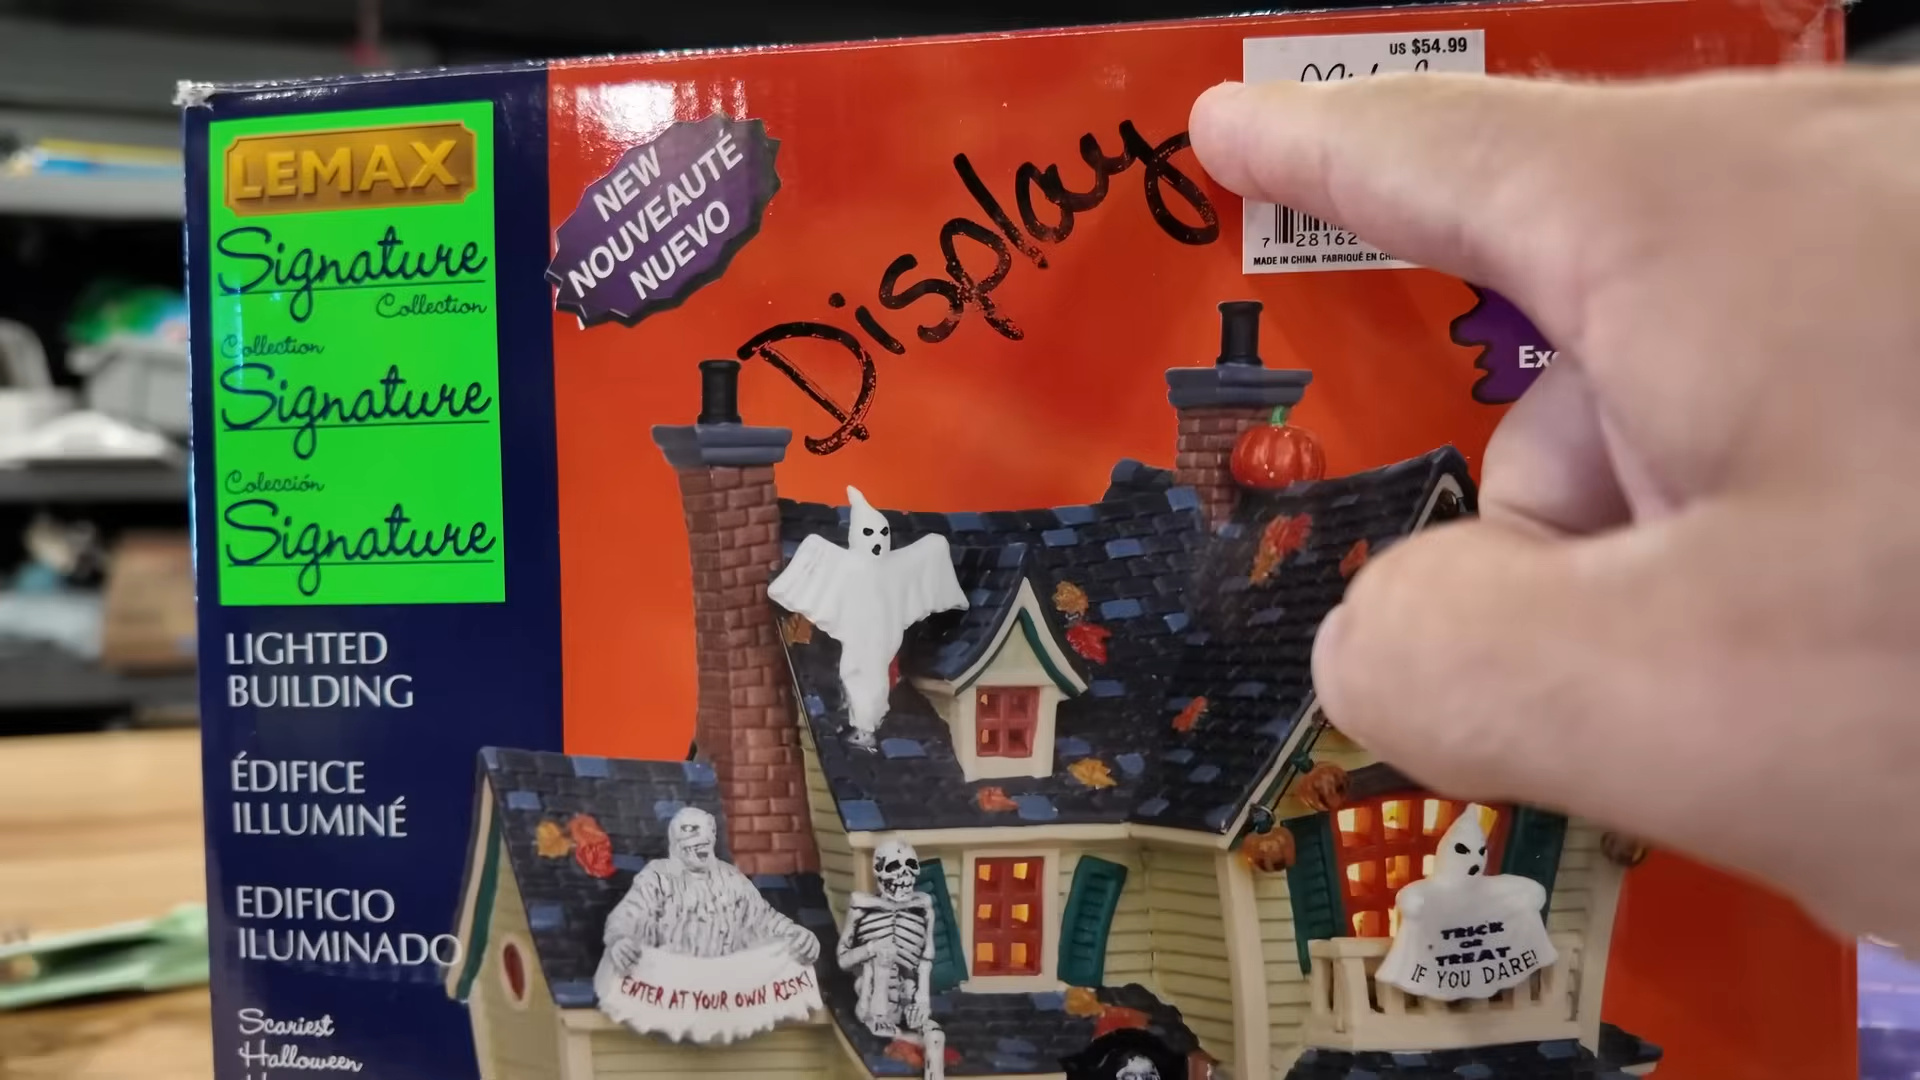 US $54.99
LEMAX
Signature
Collection
Collection
Signature
Colección
Signature
NEW
NOUVEAUTÉ
NUEVO
Display
7 28162
MADE IN CHINA FABRIQUÉ EN
LIGHTED
BUILDING
ÉDIFICE
ILLUMINÉ
EDIFICIO
ILUMINADO
Scariest
Halloween
ENTER AT YOUR OWN RISK!
TRICK
OR
TREAT
IF YOU DARE!